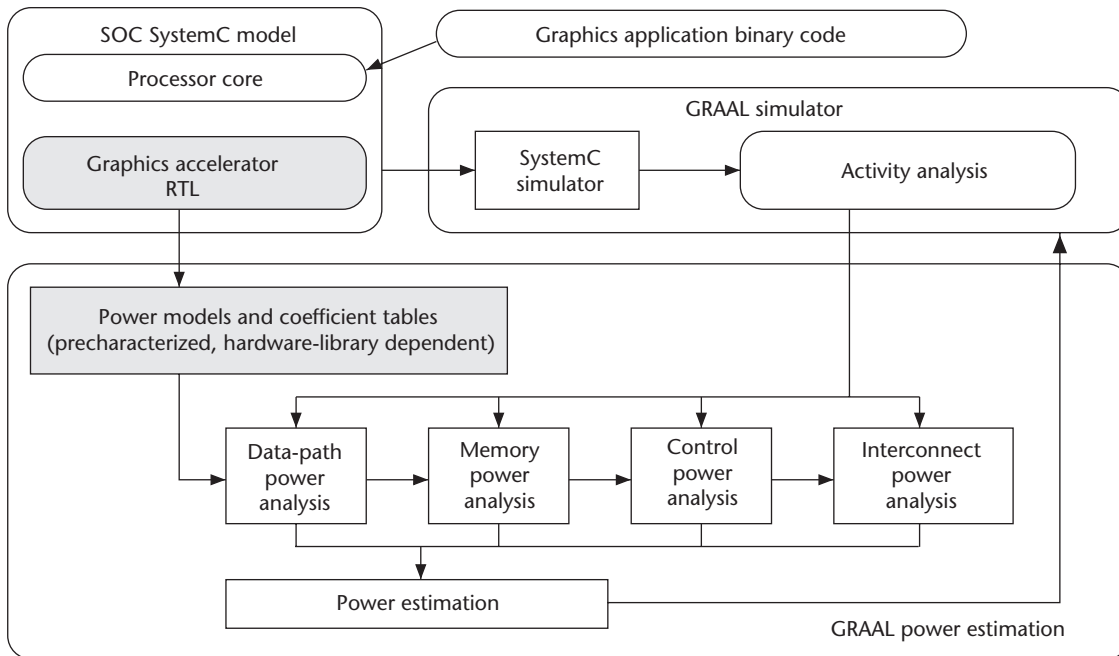 SOC SystemC model
Graphics application binary code
Processor core
GRAAL simulator
Graphics accelerator
RTL
SystemC
simulator
Activity analysis
Power models and coefficient tables
(precharacterized, hardware-library dependent)
Data-path
power
analysis
Memory
power
analysis
Control
power
analysis
Interconnect
power
analysis
Power estimation
GRAAL power estimation